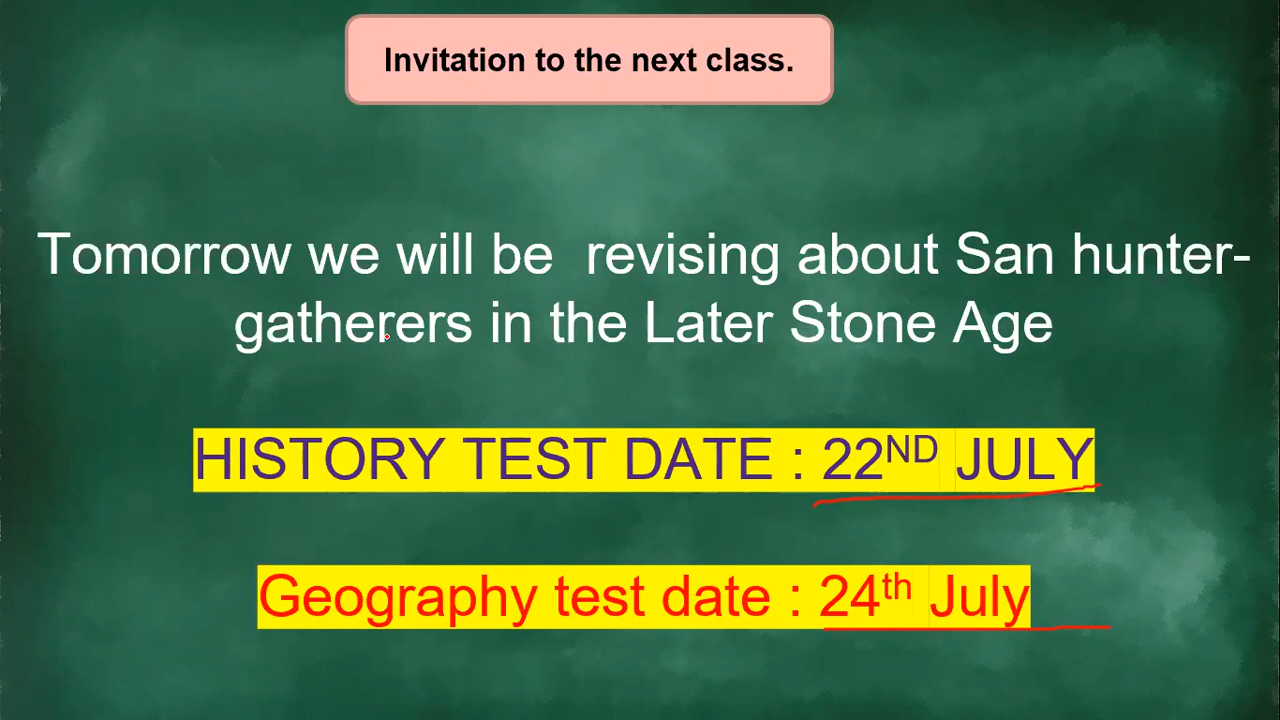 Invitation to the next class.
Tomorrow we will be  revising about San hunter-
gatherers in the Later Stone Age
HISTORY TEST DATE : 22ND JULY
Geography test date : 24th July